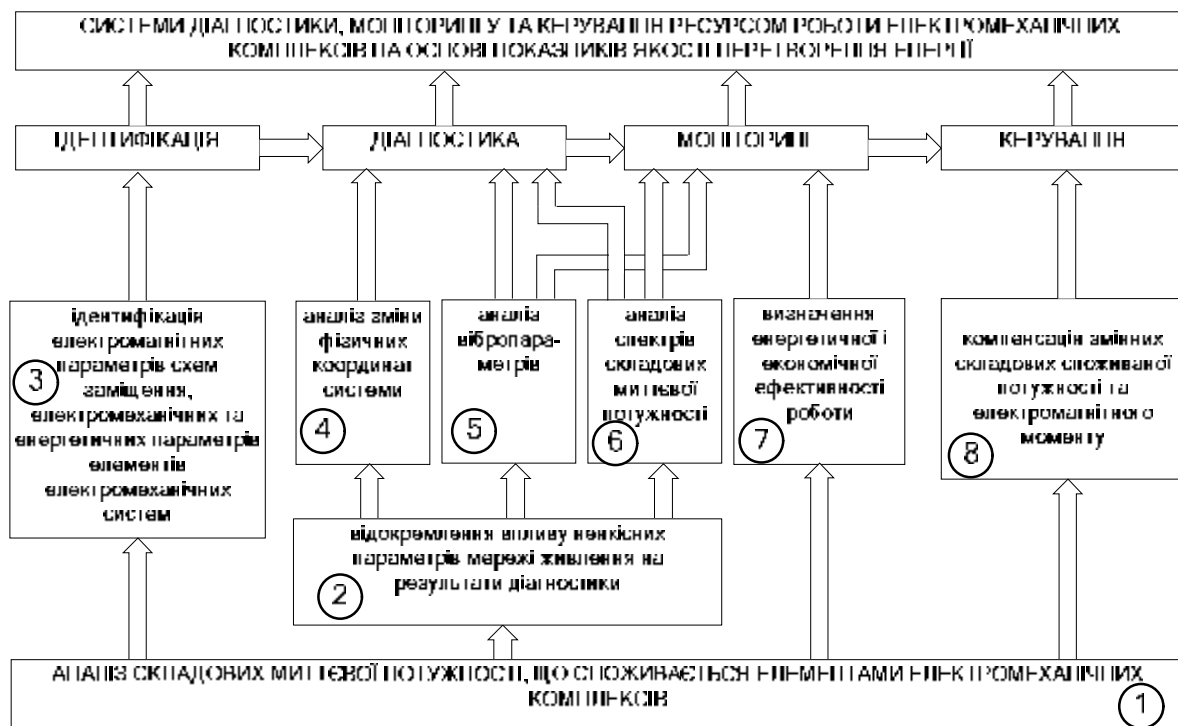 СИСТЕМИ ДІАГНОСТИКИ, МОНІТОРИНГУ ТА КЕРУВАННЯ РЕСУРСОМ РОБОТИ ЕЛЕКТРОМЕХАНІЧНИХ
КОМПЛЕКСІВ НА ОСНОВІ ПОКАЗНИКІВ ЯКОСТІ ПЕРЕТВОРЕННЯ ЕНЕРГІЇ
ІДЕНТИФІКАЦІЯ
ДІАГНОСТИКА
МОНІТОРИНГ
КЕРУВАННЯ
ідентифікація
електромагнітних
параметрів схем
заміщення,
електромеханічних та
енергетичних параметрів
елементів
електромеханічних
систем
3
аналіз зміни
фізичних
координат
системи
4
аналіз
вібропара-
метрів
5
аналіз
спектрів
складових
миттєвої
потужності
6
визначення
енергетичної і
економічної
ефективності
роботи
7
компенсація змінних
складових споживаної
потужності та
електромагнітного
моменту
8
відокремлення впливу неякісних
параметрів мережі живлення на
результати діагностики
2
АНАЛІЗ СКЛАДОВИХ МИТТЄВОЇ ПОТУЖНОСТІ, ЩО СПОЖИВАЄТЬСЯ ЕЛЕМЕНТАМИ ЕЛЕКТРОМЕХАНІЧНИХ
КОМПЛЕКСІВ
1